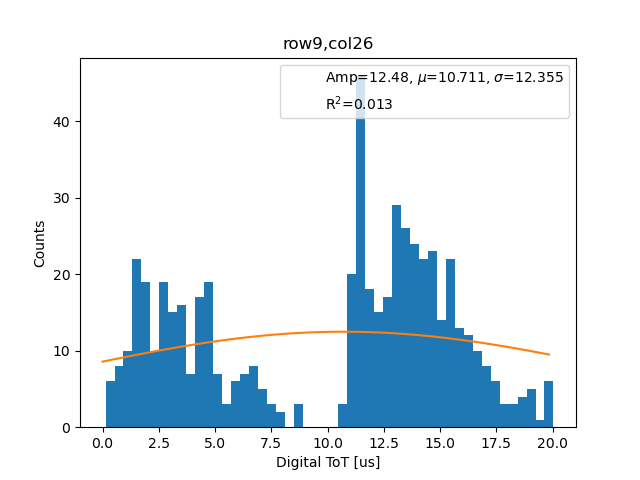 row9,col26
Amp=12.48, μ=10.711, σ=12.355
R²=0.013
Counts
40
30
20
10
0
0.0 2.5 5.0 7.5 10.0 12.5 15.0 17.5 20.0
Digital ToT [us]